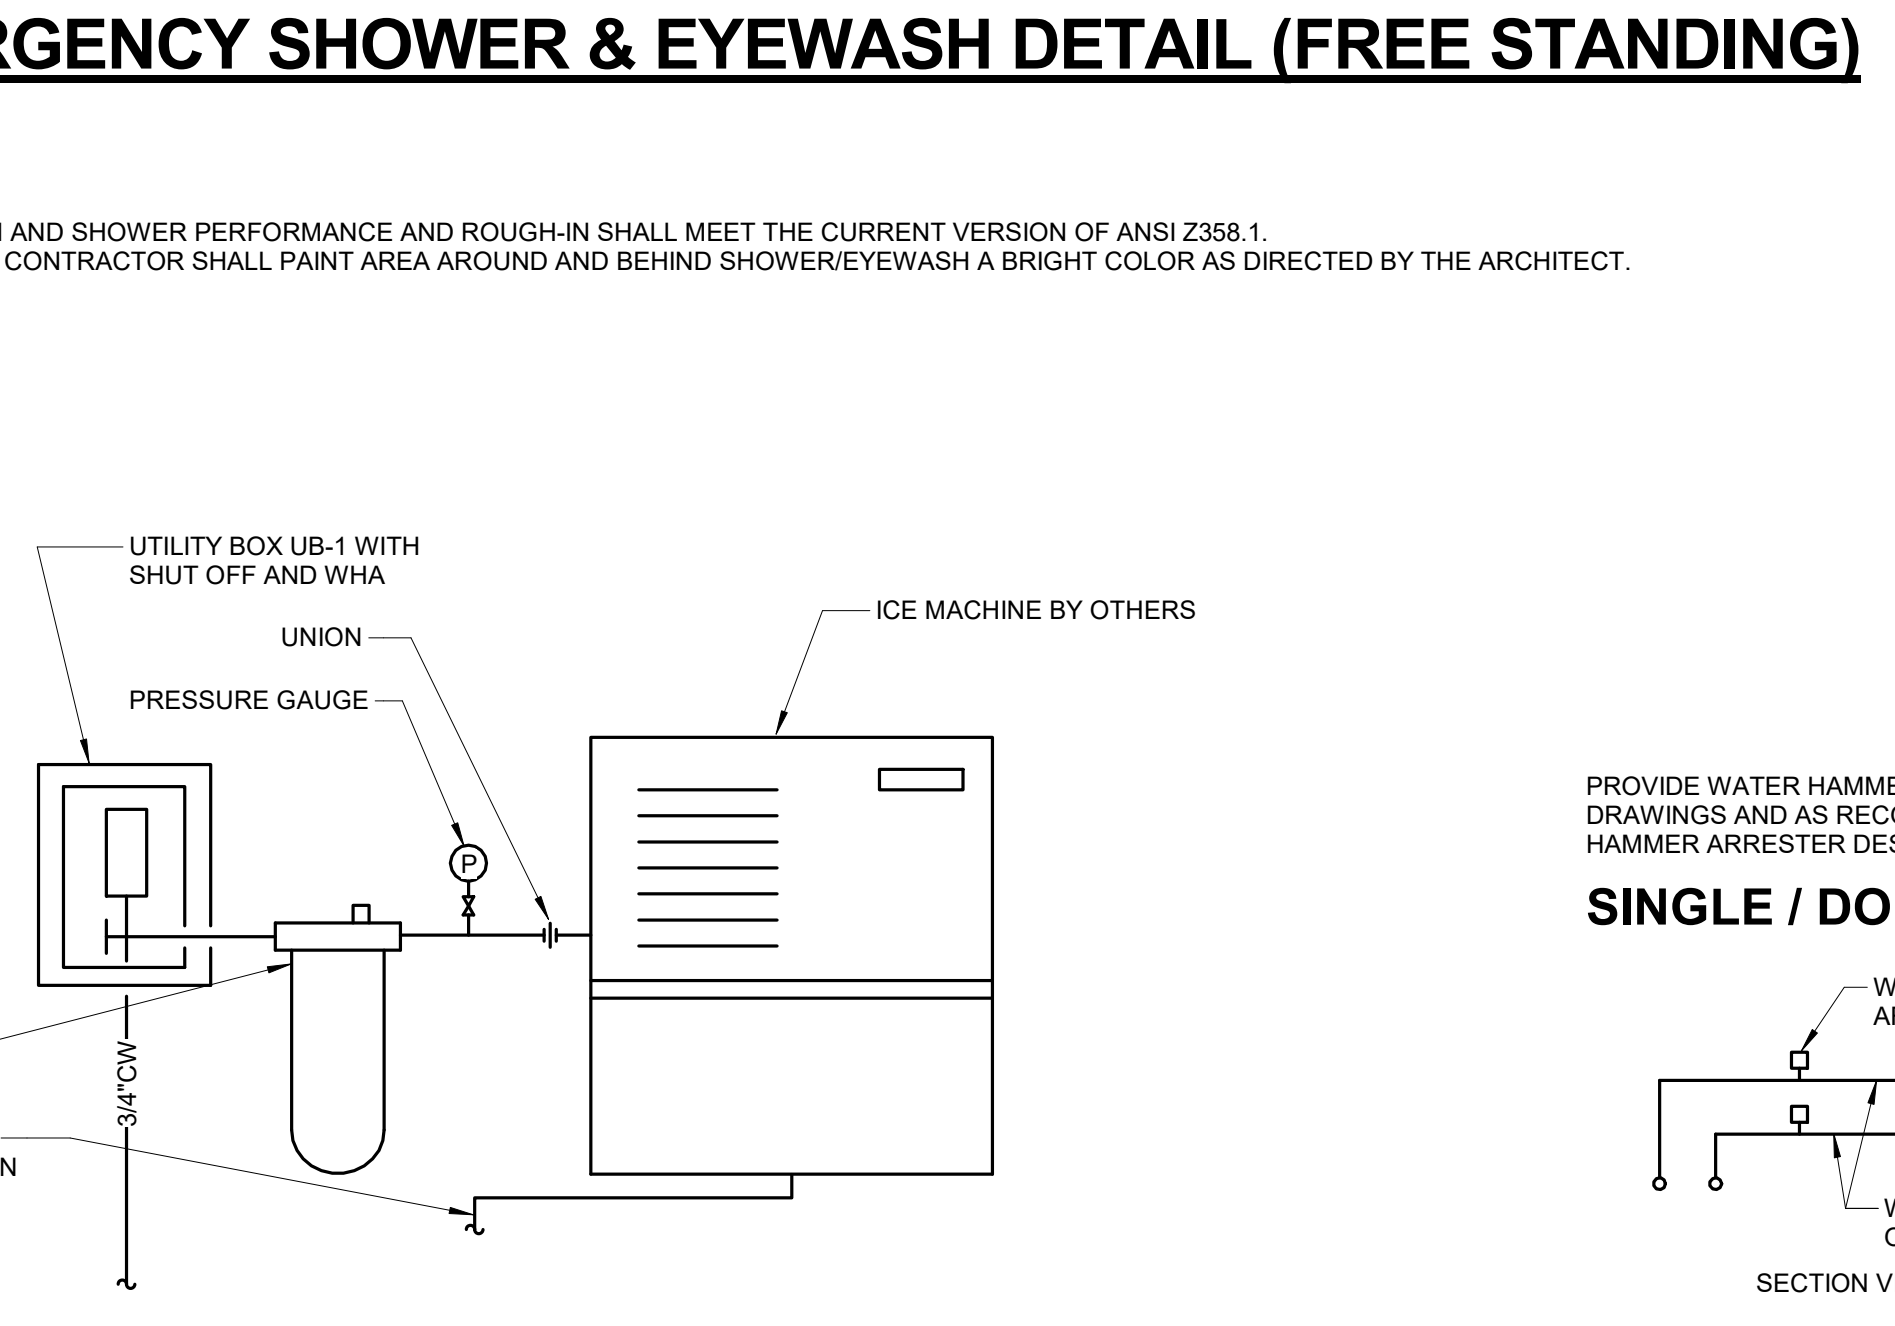 RGENCY SHOWER & EYEWASH DETAIL (FREE STANDING)
AND SHOWER PERFORMANCE AND ROUGH-IN SHALL MEET THE CURRENT VERSION OF ANSI Z358.1.
CONTRACTOR SHALL PAINT AREA AROUND AND BEHIND SHOWER/EYEWASH A BRIGHT COLOR AS DIRECTED BY THE ARCHITECT.
UTILITY BOX UB-1 WITH
SHUT OFF AND WHA
UNION
PRESSURE GAUGE
ICE MACHINE BY OTHERS
P
3/4"CW
N
PROVIDE WATER HAMME
DRAWINGS AND AS RECO
HAMMER ARRESTER DES
SINGLE / DO
W
A
W
SECTION V